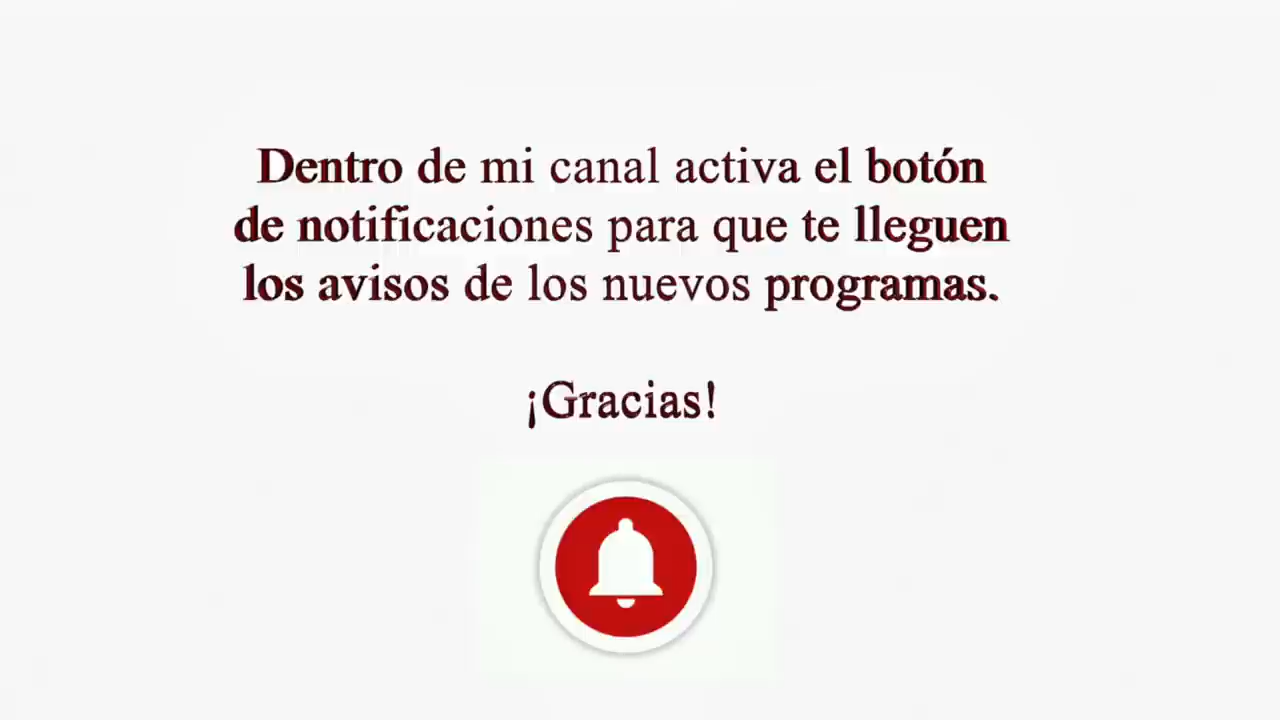 Dentro de mi canal activa el botón
de notificaciones para que te lleguen
los avisos de los nuevos programas.
¡Gracias!